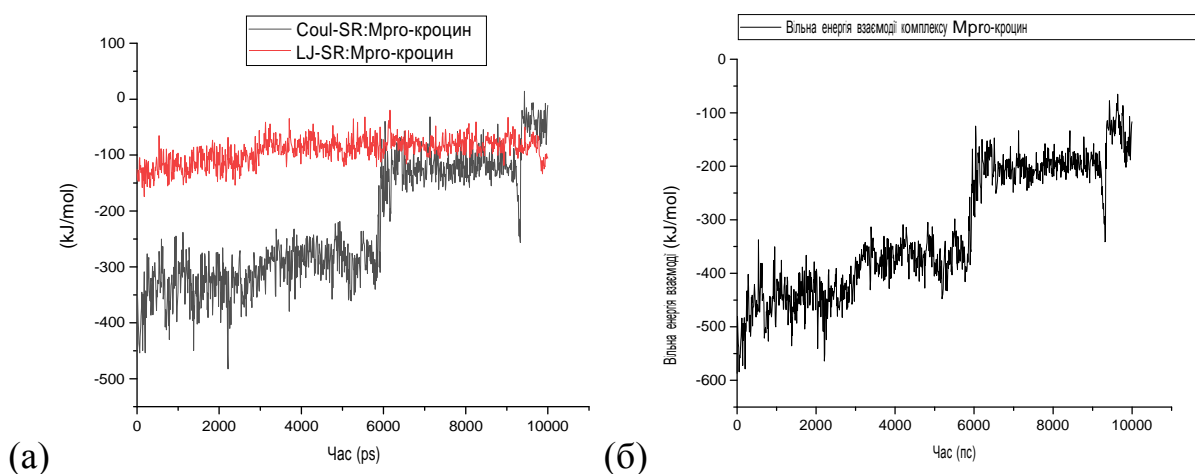 Coul-SR:Mpro-кроцин
LJ-SR:Mpro-кроцин
(kJ/mol)
100
0
-100
-200
-300
-400
-500
0 2000 4000 6000 8000 10000
Час (ps)
(а)
Вільна енергія взаємодії комплексу Mpro-кроцин
Вільна енергія взаємоді (kJ/mol)
0
-100
-200
-300
-400
-500
-600
0 2000 4000 6000 8000 10000
Час (пс)
(б)